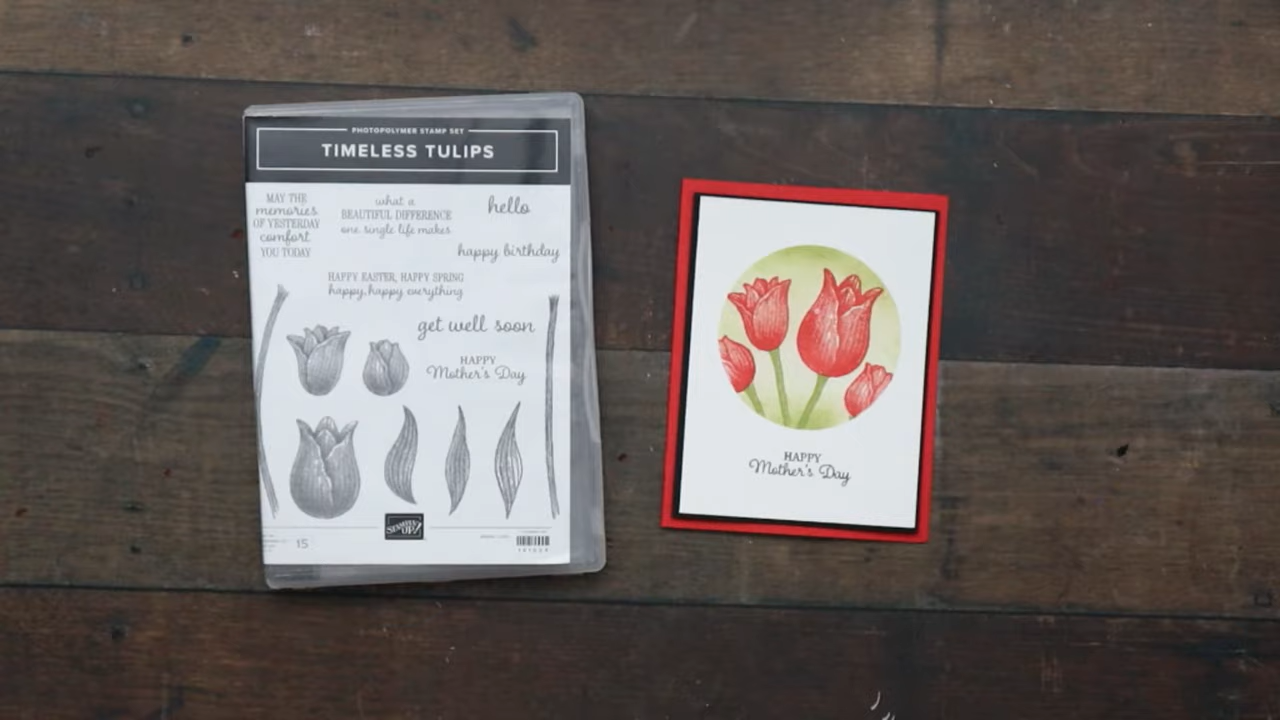 PHOTOPOLYMER STAMP SET
TIMELESS TULIPS
MAY THE
memories
OF YESTERDAY
comfort
YOU TODAY
what a
BEAUTIFUL DIFFERENCE
one single life makes
hello
happy birthday
HAPPY EASTER, HAPPY SPRING
happy, happy everything
get well soon
HAPPY
Mother's Day
STAMPIN' UP!
15
HAPPY
Mother's Day